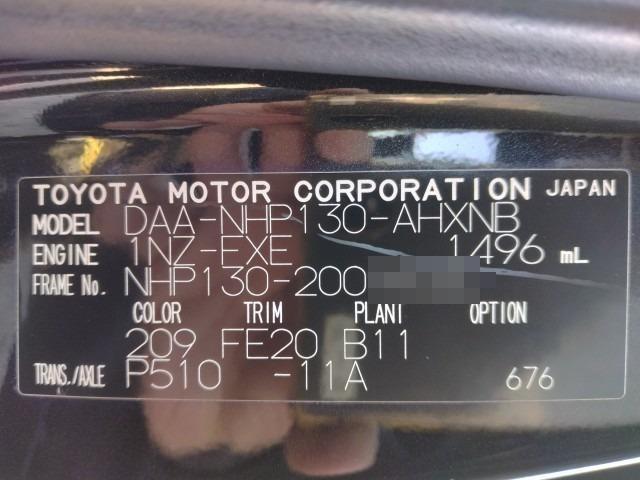 TOYOTA MOTOR CORPORATION JAPAN
MODEL DAA-NHP130-AHXNB
ENGINE 1NZ-EXE 1496 mL
FRAME No. NHP130-200
COLOR TRIM PLANT OPTION
209 FE20 B11
TRANS./AXLE P510 -11A 676